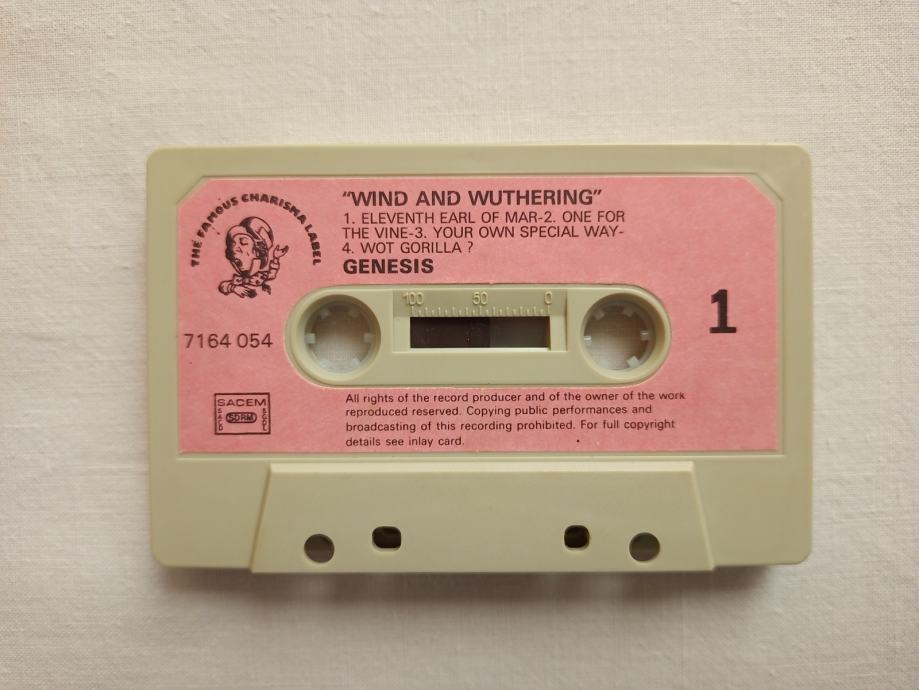 THE FAMOUS CHARISMA LABEL
"WIND AND WUTHERING"
1. ELEVENTH EARL OF MAR-2. ONE FOR
THE VINE-3. YOUR OWN SPECIAL WAY-
4. WOT GORILLA ?
GENESIS
100 50 0
1
7164 054
SACEM
SDRM
All rights of the record producer and of the owner of the work
reproduced reserved. Copying public performances and
broadcasting of this recording prohibited. For full copyright
details see inlay card.